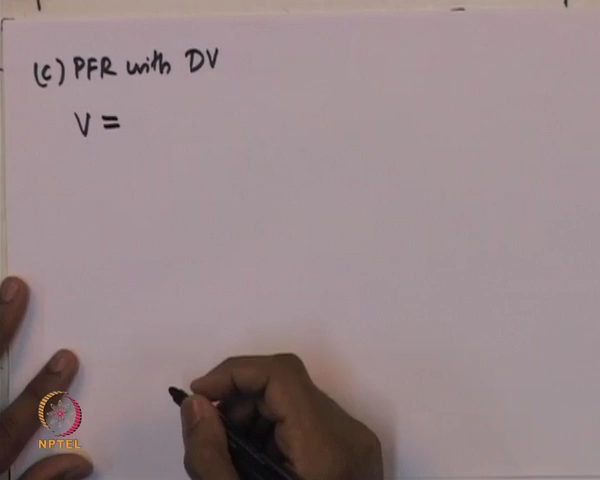 (c) PFR with DV
V =
NPTEL